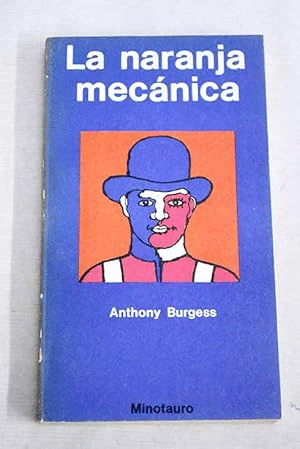 La naranja
mecánica
Anthony Burgess
Minotauro